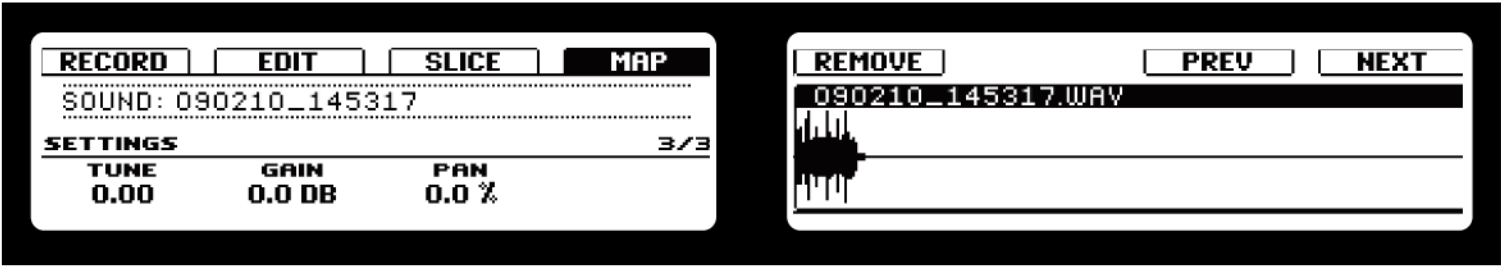 RECORD EDIT SLICE MAP
SOUND: 090210_145317
SETTINGS 3/3
TUNE GAIN PAN
0.00 0.0 DB 0.0 %
REMOVE PREV NEXT
090210_145317.WAV